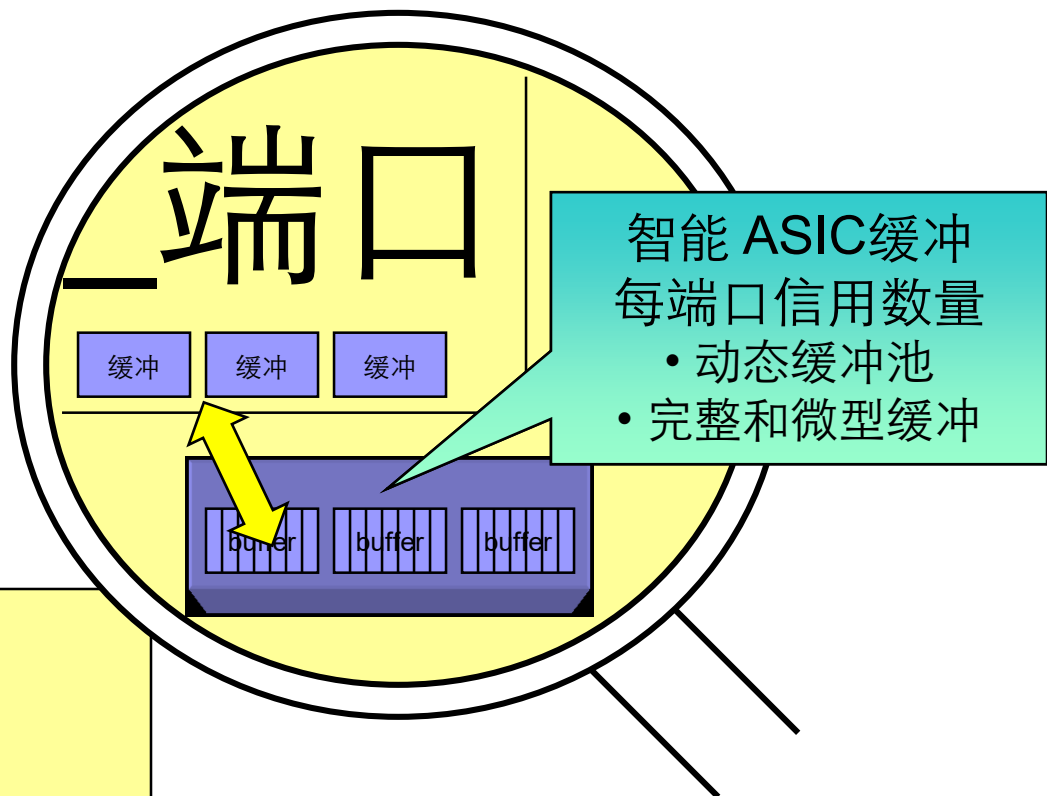 _端口
智能 ASIC缓冲
每端口信用数量
• 动态缓冲池
• 完整和微型缓冲
缓冲 缓冲 缓冲
buffer buffer buffer